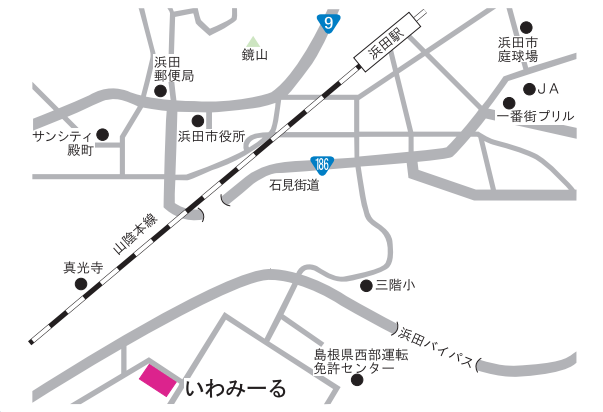 9
浜田駅
浜田市
庭球場
鏡山
浜田
郵便局
JA
一番街プリル
サンシティ
殿町
浜田市役所
186
石見街道
山陰本線
真光寺
三階小
浜田バイパス
島根県西部運転
免許センター
いわみーる